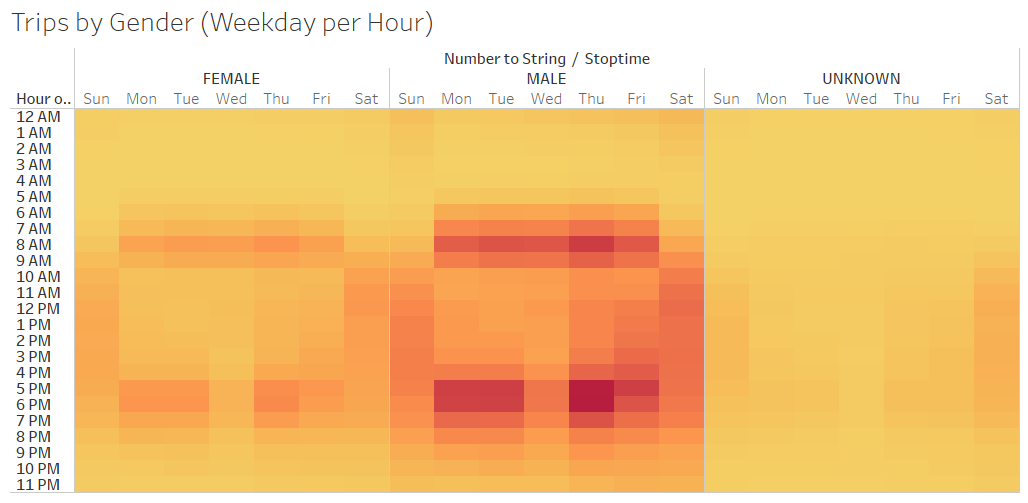 Trips by Gender (Weekday per Hour)
Number to String / Stoptime
FEMALE MALE UNKNOWN
Hour o.. Sun Mon Tue Wed Thu Fri Sat Sun Mon Tue Wed Thu Fri Sat Sun Mon Tue Wed Thu Fri Sat
12 AM
1 AM
2 AM
3 AM
4 AM
5 AM
6 AM
7 AM
8 AM
9 AM
10 AM
11 AM
12 PM
1 PM
2 PM
3 PM
4 PM
5 PM
6 PM
7 PM
8 PM
9 PM
10 PM
11 PM